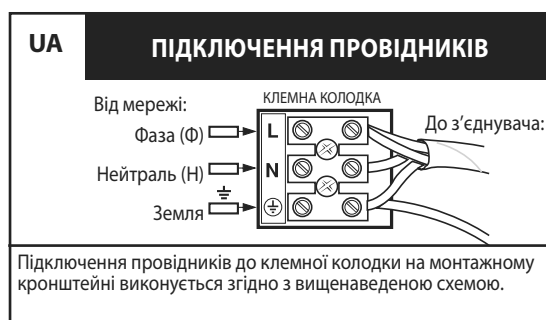 UA
ПІДКЛЮЧЕННЯ ПРОВІДНИКІВ
Від мережі:
КЛЕМНА КОЛОДКА
Фаза (Ф)
L
До з’єднувача:
Нейтраль (Н)
N
Земля
Підключення провідників до клемної колодки на монтажному
кронштейні виконується згідно з вищенаведеною схемою.